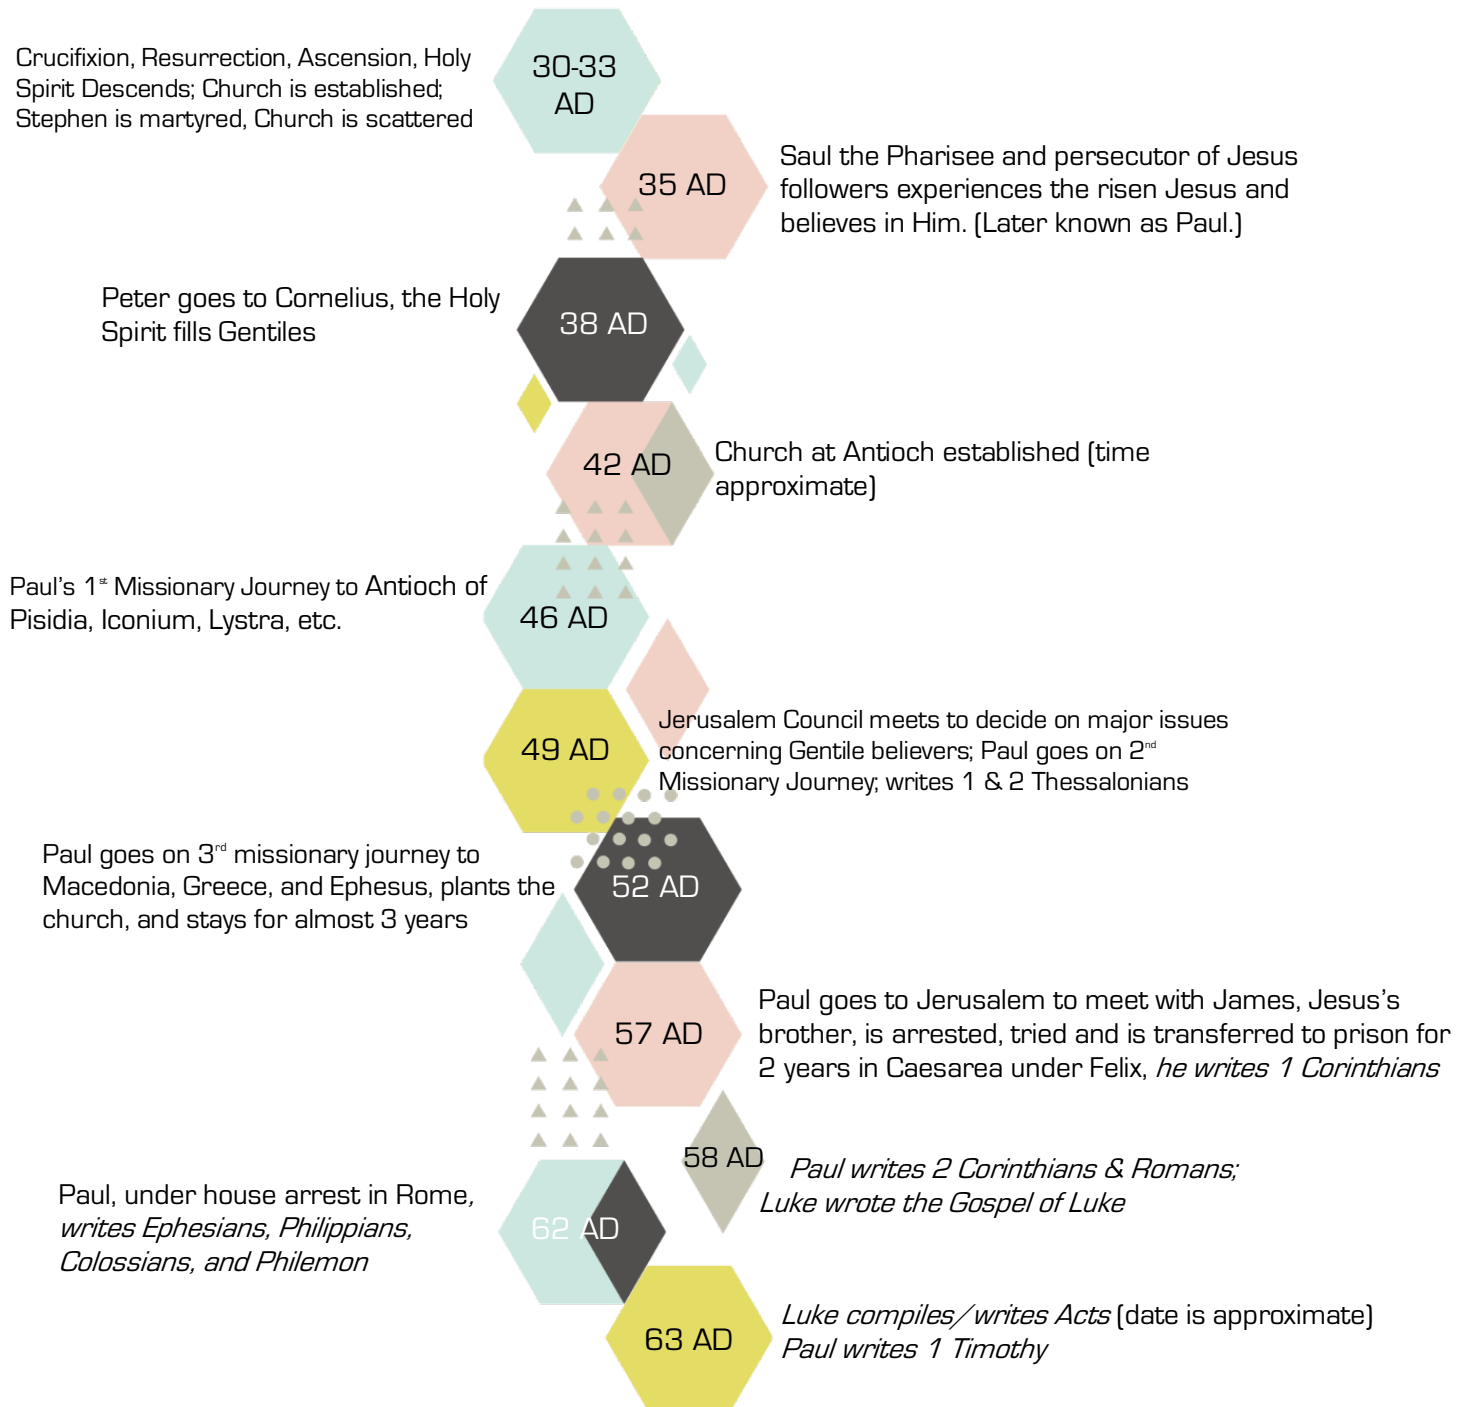 30-33
AD
Crucifixion, Resurrection, Ascension, Holy
Spirit Descends; Church is established;
Stephen is martyred, Church is scattered
35 AD
Saul the Pharisee and persecutor of Jesus
followers experiences the risen Jesus and
believes in Him. (Later known as Paul.)
38 AD
Peter goes to Cornelius, the Holy
Spirit fills Gentiles
42 AD
Church at Antioch established (time
approximate)
46 AD
Paul's 1st Missionary Journey to Antioch of
Pisidia, Iconium, Lystra, etc.
49 AD
Jerusalem Council meets to decide on major issues
concerning Gentile believers; Paul goes on 2nd
Missionary Journey; writes 1 & 2 Thessalonians
52 AD
Paul goes on 3rd missionary journey to
Macedonia, Greece, and Ephesus, plants the
church, and stays for almost 3 years
57 AD
Paul goes to Jerusalem to meet with James, Jesus's
brother, is arrested, tried and is transferred to prison for
2 years in Caesarea under Felix, he writes 1 Corinthians
58 AD
Paul writes 2 Corinthians & Romans;
Luke wrote the Gospel of Luke
62 AD
Paul, under house arrest in Rome,
writes Ephesians, Philippians,
Colossians, and Philemon
63 AD
Luke compiles/writes Acts (date is approximate)
Paul writes 1 Timothy